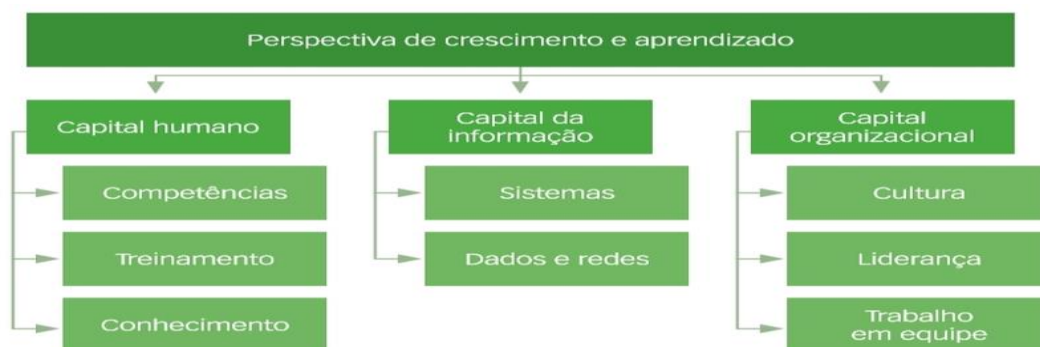 Perspectiva de crescimento e aprendizado
Capital humano
Competências
Treinamento
Conhecimento
Capital da
informação
Sistemas
Dados e redes
Capital
organizacional
Cultura
Liderança
Trabalho
em equipe